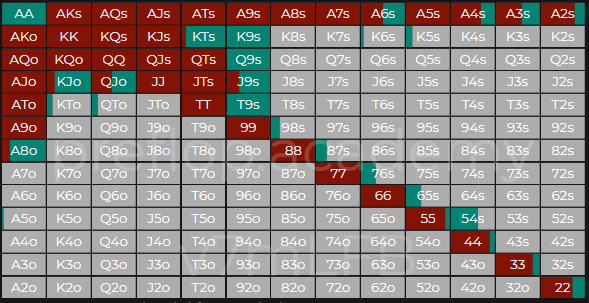 AA AKs AQs AJs ATs A9s A8s A7s A6s A5s A4s A3s A2s
AKo KK KQs KJs KTs K9s K8s K7s K6s K5s K4s K3s K2s
AQo KQo QQ QJs QTs Q9s Q8s Q7s Q6s Q5s Q4s Q3s Q2s
AJo KJo QJo JJ JTs J9s J8s J7s J6s J5s J4s J3s J2s
ATo KTo QTo JTo TT T9s T8s T7s T6s T5s T4s T3s T2s
A9o K9o Q9o J9o T9o 99 98s 97s 96s 95s 94s 93s 92s
A8o K8o Q8o J8o T8o 98o 88 87s 86s 85s 84s 83s 82s
preflop.academy
A7o K7o Q7o J7o T7o 97o 87o 77 76s 75s 74s 73s 72s
A6o K6o Q6o J6o T6o 96o 86o 76o 66 65s 64s 63s 62s
A5o K5o Q5o J5o T5o 95o 85o 75o 65o 55 54s 53s 52s
A4o K4o Q4o J4o T4o 94o 84o 74o 64o 54o 44 43s 42s
A3o K3o Q3o J3o T3o 93o 83o 73o 63o 53o 43o 33 32s
A2o K2o Q2o J2o T2o 92o 82o 72o 62o 52o 42o 32o 22